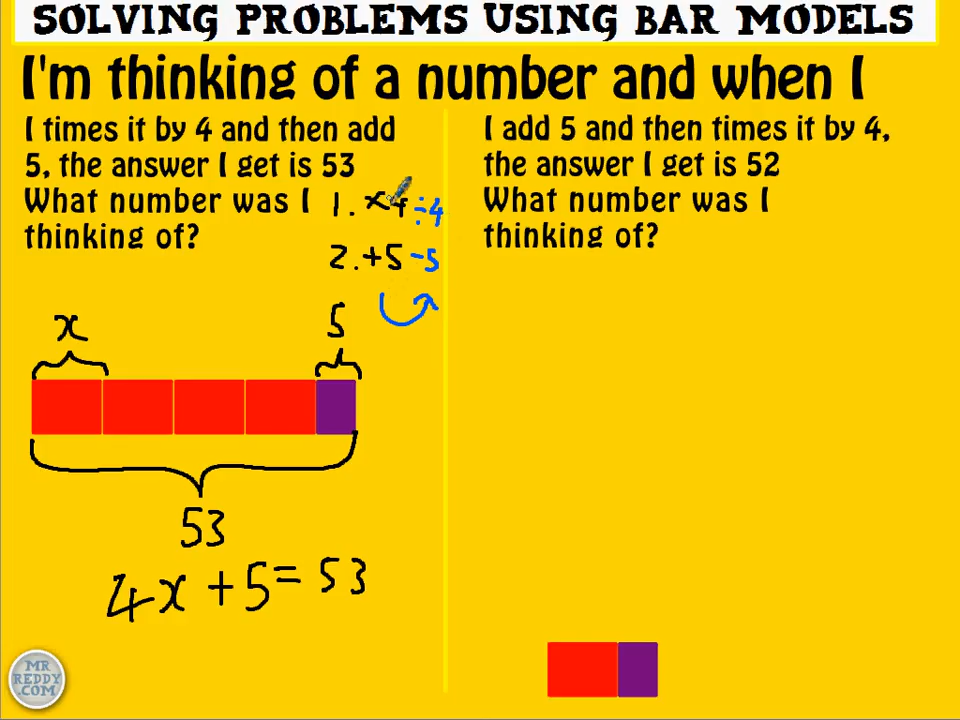 SOLVING PROBLEMS USING BAR MODELS
I'm thinking of a number and when I
I times it by 4 and then add
5, the answer I get is 53
What number was I
thinking of?
1. ×4 ÷4
2. +5 -5
x
5
53
4x + 5 = 53
I add 5 and then times it by 4,
the answer I get is 52
What number was I
thinking of?
MR
REDDY
.COM